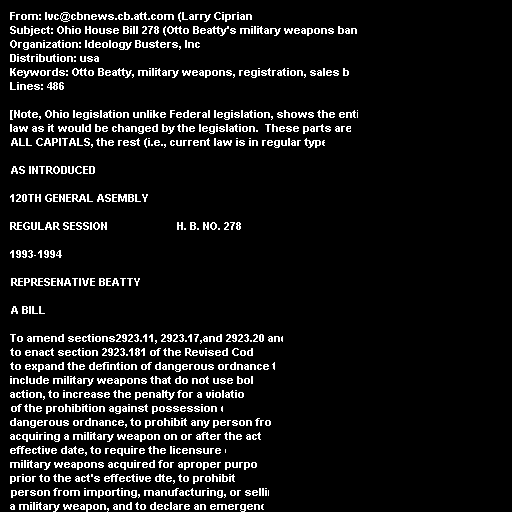 From: lvc@cbnews.cb.att.com (Larry Ciprian
Subject: Ohio House Bill 278 (Otto Beatty's military weapons ban
Organization: Ideology Busters, Inc
Distribution: usa
Keywords: Otto Beatty, military weapons, registration, sales b
Lines: 486
[Note, Ohio legislation unlike Federal legislation, shows the enti
law as it would be changed by the legislation.  These parts are
ALL CAPITALS, the rest (i.e., current law is in regular type
AS INTRODUCED
120TH GENERAL ASEMBLY
REGULAR SESSION H. B. NO. 278
1993-1994
REPRESENATIVE BEATTY
A BILL
To amend sections2923.11, 2923.17,and 2923.20 and
to enact section 2923.181 of the Revised Cod
to expand the defintion of dangerous ordnance t
include military weapons that do not use bol
action, to increase the penalty for a violatio
of the prohibition against possession
dangerous ordnance, to prohibit any person fro
acquiring a military weapon on or after the act
effective date, to require the licensure
military weapons acquired for aproper purpo
prior to the act's effective dte, to prohibit
person from importing, manufacturing, or selli
a military weapon, and to declare an emergenc